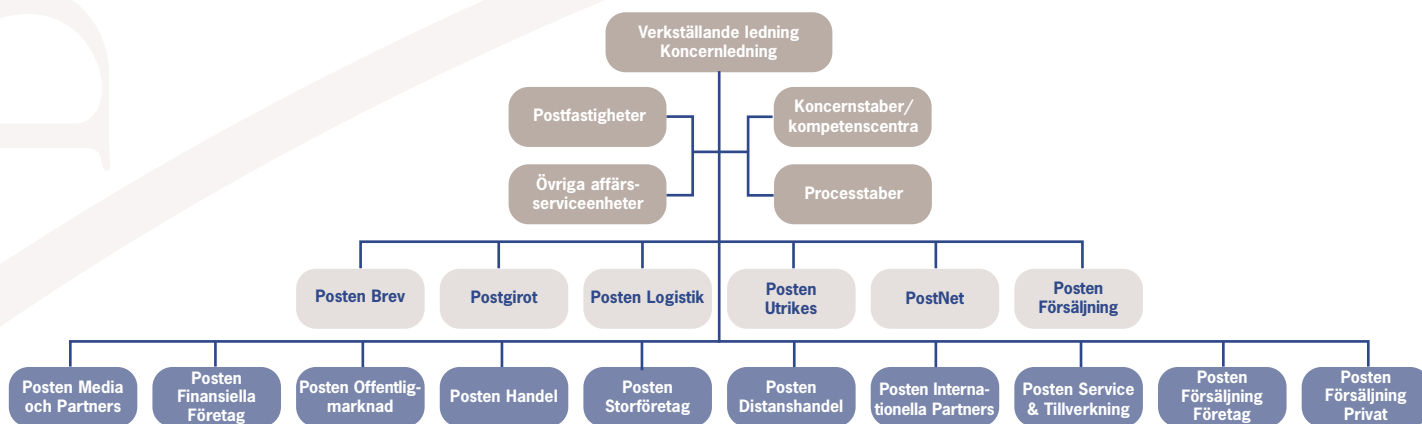 Verkställande ledning
Koncernledning
Postfastigheter
Koncernstaber/
kompetenscentra
Övriga affärs-
serviceenheter
Processtaber
Posten Brev
Postgirot
Posten Logistik
Posten
Utrikes
PostNet
Posten
Försäljning
Posten Media
och Partners
Posten
Finansiella
Företag
Posten Offentlig-
marknad
Posten Handel
Posten
Storföretag
Posten
Distanshandel
Posten Interna-
tionella Partners
Posten Service
& Tillverkning
Posten
Försäljning
Företag
Posten
Försäljning
Privat